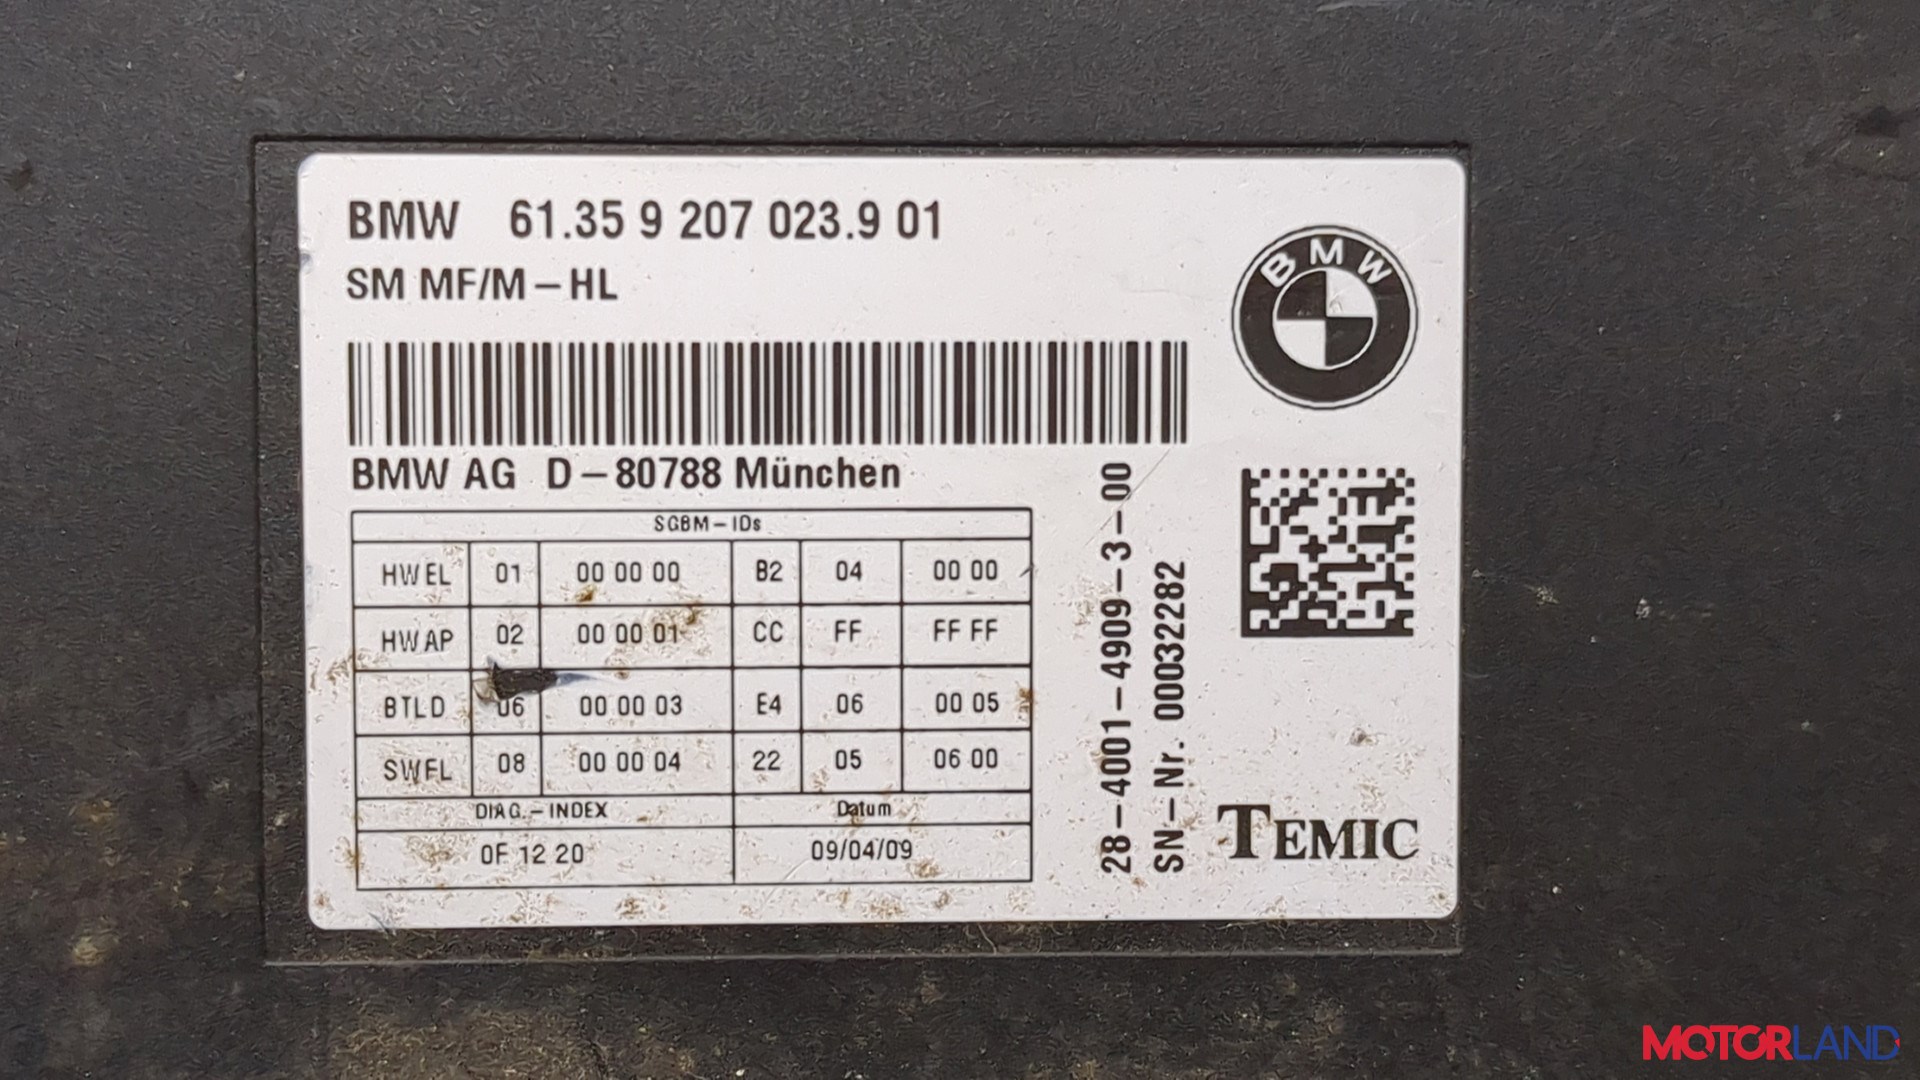 BMW 61.35 9 207 023.9 01
SM MF/M – HL
BMW
BMW AG D – 80788 München
SGBM – IDs
HWEL 01 00 00 00 B2 04 00 00
HWAP 02 00 00 01 CC FF FF FF
BTLD 06 00 00 03 E4 06 00 05
SWFL 08 00 00 04 22 05 06 00
DIAG. – INDEX Datum
0F 12 20 09/04/09
28 – 4001 – 4909 – 3 – 00
SN – Nr. 00032282
TEMIC
MOTORLAND